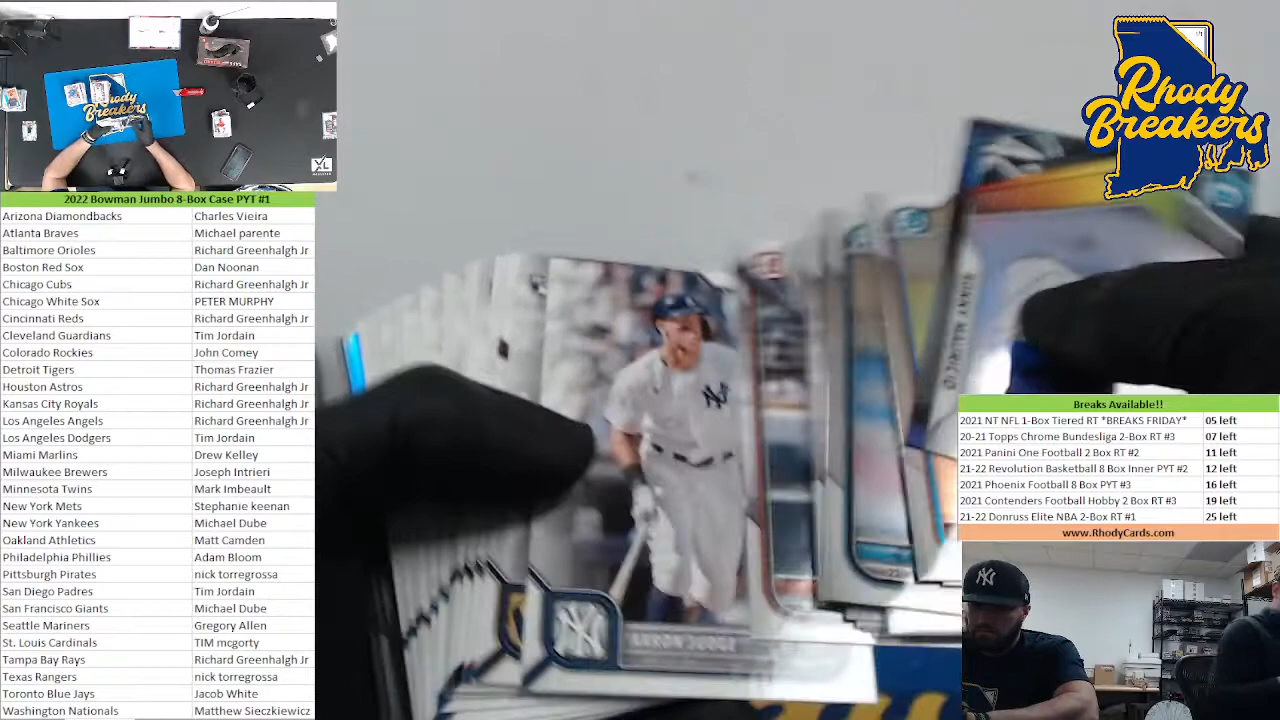 Rhody
Breakers
Rhody
Breakers
2022 Bowman Jumbo 8-Box Case PYT #1
Arizona Diamondbacks Charles Vieira
Atlanta Braves Michael parente
Baltimore Orioles Richard Greenhalgh Jr
Boston Red Sox Dan Noonan
Chicago Cubs Richard Greenhalgh Jr
Chicago White Sox PETER MURPHY
Cincinnati Reds Richard Greenhalgh Jr
Cleveland Guardians Tim Jordain
Colorado Rockies John Comey
Detroit Tigers Thomas Frazier
Houston Astros Richard Greenhalgh Jr
Kansas City Royals Richard Greenhalgh Jr
Los Angeles Angels Richard Greenhalgh Jr
Los Angeles Dodgers Tim Jordain
Miami Marlins Drew Kelley
Milwaukee Brewers Joseph Intrieri
Minnesota Twins Mark Imbeault
New York Mets Stephanie keenan
New York Yankees Michael Dube
Oakland Athletics Matt Camden
Philadelphia Phillies Adam Bloom
Pittsburgh Pirates nick torregrossa
San Diego Padres Tim Jordain
San Francisco Giants Michael Dube
Seattle Mariners Gregory Allen
St. Louis Cardinals TIM mcgorty
Tampa Bay Rays Richard Greenhalgh Jr
Texas Rangers nick torregrossa
Toronto Blue Jays Jacob White
Washington Nationals Matthew Sieczkiewicz
NY
AARON JUDGE
Breaks Available!!
2021 NT NFL 1-Box Tiered RT *BREAKS FRIDAY* 05 left
20-21 Topps Chrome Bundesliga 2-Box RT #3 07 left
2021 Panini One Football 2 Box RT #2 11 left
21-22 Revolution Basketball 8 Box Inner PYT #2 12 left
2021 Phoenix Football 8 Box PYT #3 16 left
2021 Contenders Football Hobby 2 Box RT #3 19 left
21-22 Donruss Elite NBA 2-Box RT #1 25 left
www.RhodyCards.com